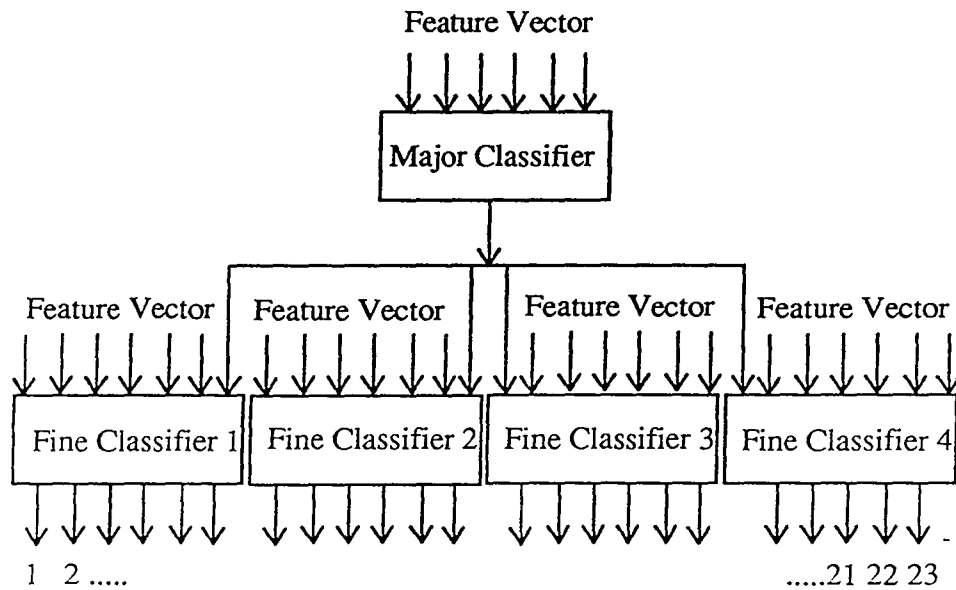 Feature Vector
Major Classifier
Feature Vector Feature Vector Feature Vector Feature Vector
Fine Classifier 1 Fine Classifier 2 Fine Classifier 3 Fine Classifier 4
1 2 ..... .....21 22 23